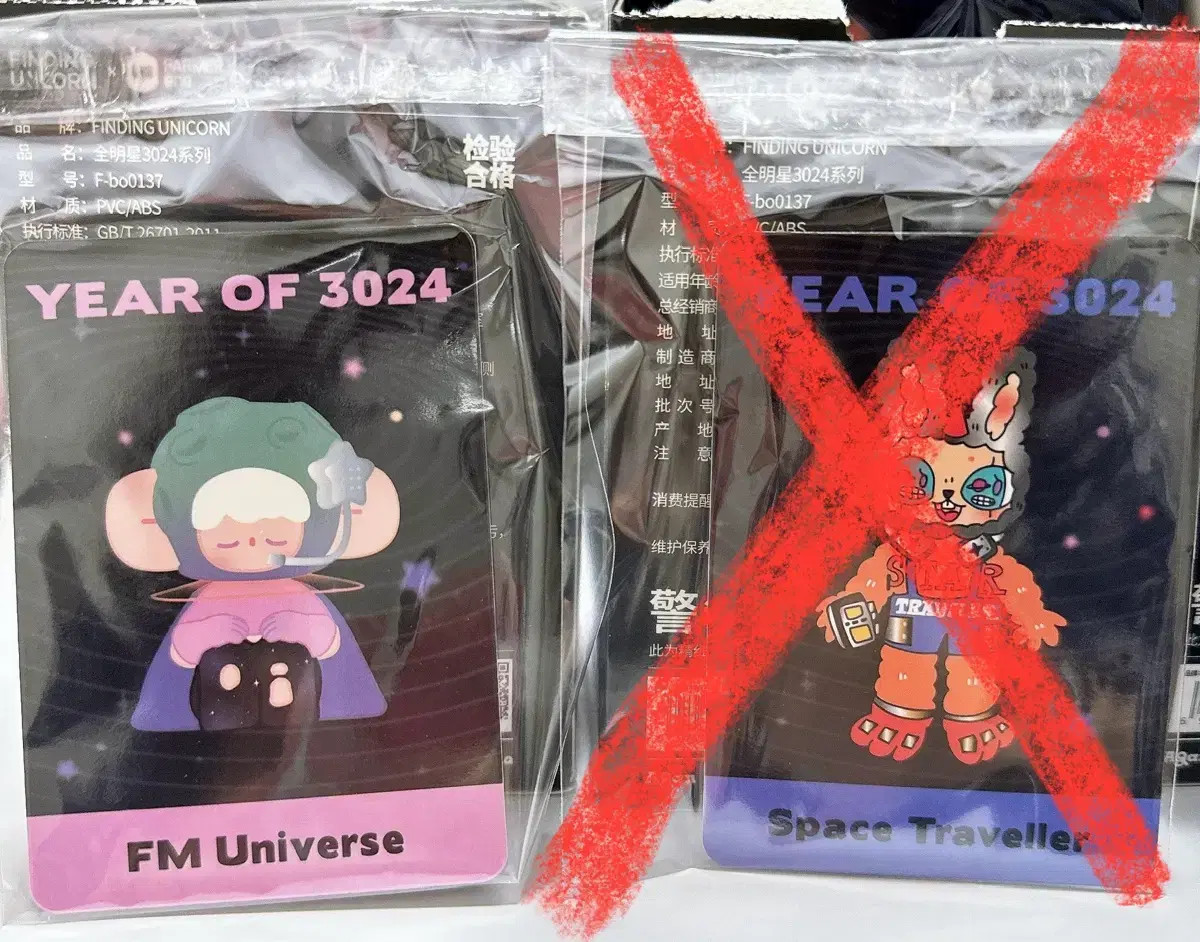 FINDING
UNICORN
×
品 牌: FINDING UNICORN
品 名: 全明星3024系列
型 号: F-bo0137
材 质: PVC/ABS
执行标准: GB/T 26701-2011
检验
合格
则
YEAR OF 3024
FM Universe
: FINDING UNICORN
全明星3024系列
型 F-bo0137
材 VC/ABS
执行标准
适用年龄
总经销商
地 址
制造商
地 址
批次号
产 地
注 意
消费提醒
维护保养
警
此为精
YEAR OF 3024
STAR
TRAVELLER
Space Traveller